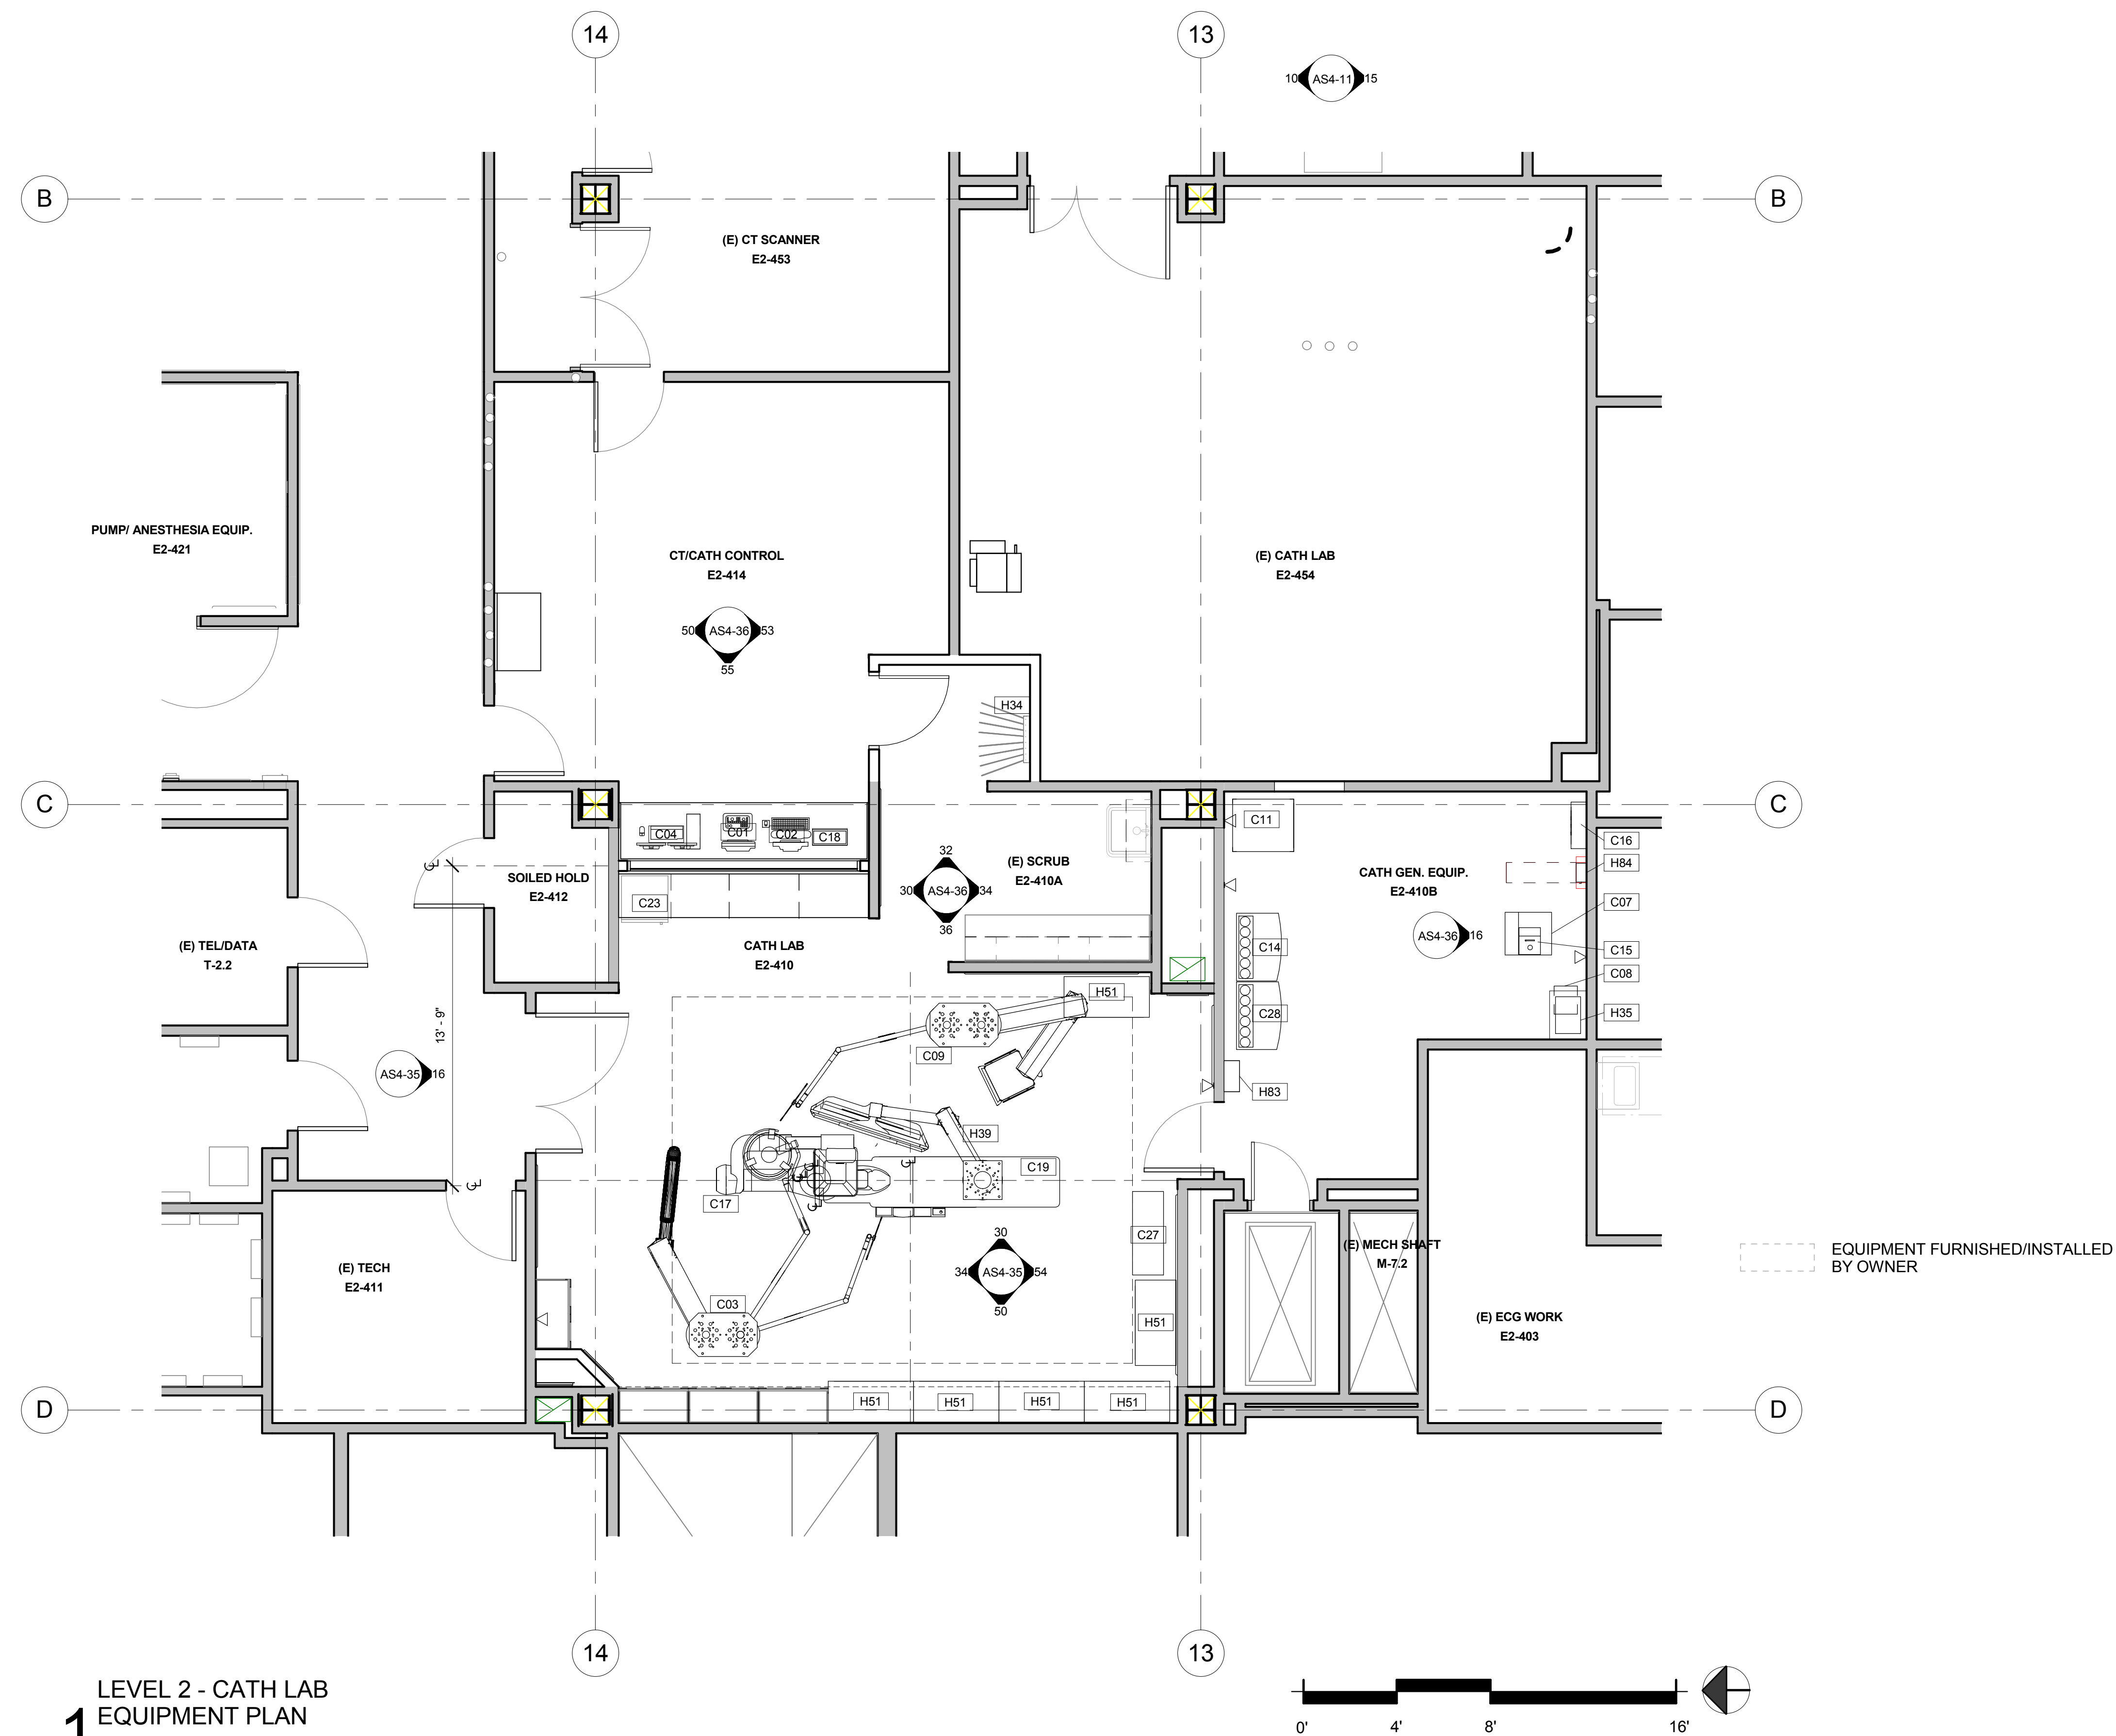 14
13
10 AS4-11 15
B
B
(E) CT SCANNER
E2-453
PUMP/ ANESTHESIA EQUIP.
E2-421
CT/CATH CONTROL
E2-414
(E) CATH LAB
E2-454
50 AS4-36 53
55
H34
C
C
C04
C01
C02
C18
C11
C16
H84
C07
C15
C08
H35
(E) SCRUB
E2-410A
32
30 AS4-36 34
36
CATH GEN. EQUIP.
E2-410B
AS4-36 16
SOILED HOLD
E2-412
C23
(E) TEL/DATA
T-2.2
CATH LAB
E2-410
C14
C28
H51
C09
13' - 9"
AS4-35 16
H83
H39
C19
C17
C27
30
34 AS4-35 54
50
(E) MECH SHAFT
M-7.2
EQUIPMENT FURNISHED/INSTALLED
BY OWNER
(E) TECH
E2-411
C03
H51
(E) ECG WORK
E2-403
H51
H51
H51
H51
D
D
14
13
1
LEVEL 2 - CATH LAB
EQUIPMENT PLAN
0' 4' 8' 16'